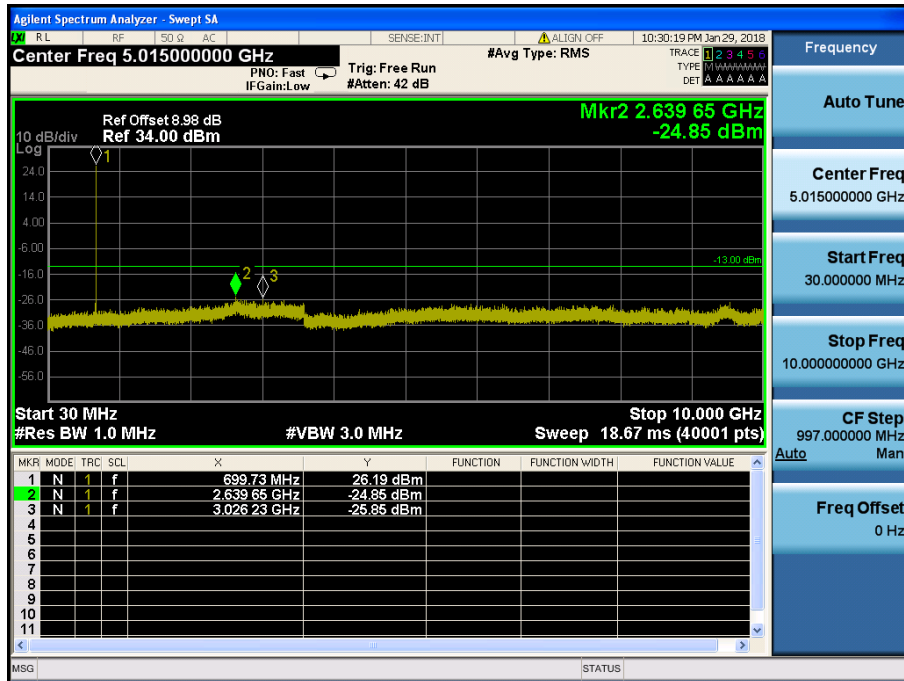 Agilent Spectrum Analyzer - Swept SA
LXI RL RF 50 Ω AC SENSE:INT ALIGN OFF 10:30:19 PM Jan 29, 2018
Center Freq 5.015000000 GHz #Avg Type: RMS TRACE 1 2 3 4 5 6
PNO: Fast Trig: Free Run TYPE M W W W W W
IFGain:Low #Atten: 42 dB DET A A A A A A
Ref Offset 8.98 dB Mkr2 2.639 65 GHz
10 dB/div Ref 34.00 dBm -24.85 dBm
Log
1
24.0
14.0
4.00
-6.00
-13.00 dBm
-16.0
2 3
-26.0
-36.0
-46.0
-56.0
Start 30 MHz Stop 10.000 GHz
#Res BW 1.0 MHz #VBW 3.0 MHz Sweep 18.67 ms (40001 pts)
MKR MODE TRC SCL X Y FUNCTION FUNCTION WIDTH FUNCTION VALUE
1 N 1 f 699.73 MHz 26.19 dBm
2 N 1 f 2.639 65 GHz -24.85 dBm
3 N 1 f 3.026 23 GHz -25.85 dBm
4
5
6
7
8
9
10
11
MSG STATUS
Frequency
Auto Tune
Center Freq
5.015000000 GHz
Start Freq
30.000000 MHz
Stop Freq
10.000000000 GHz
CF Step
997.000000 MHz
Auto Man
Freq Offset
0 Hz